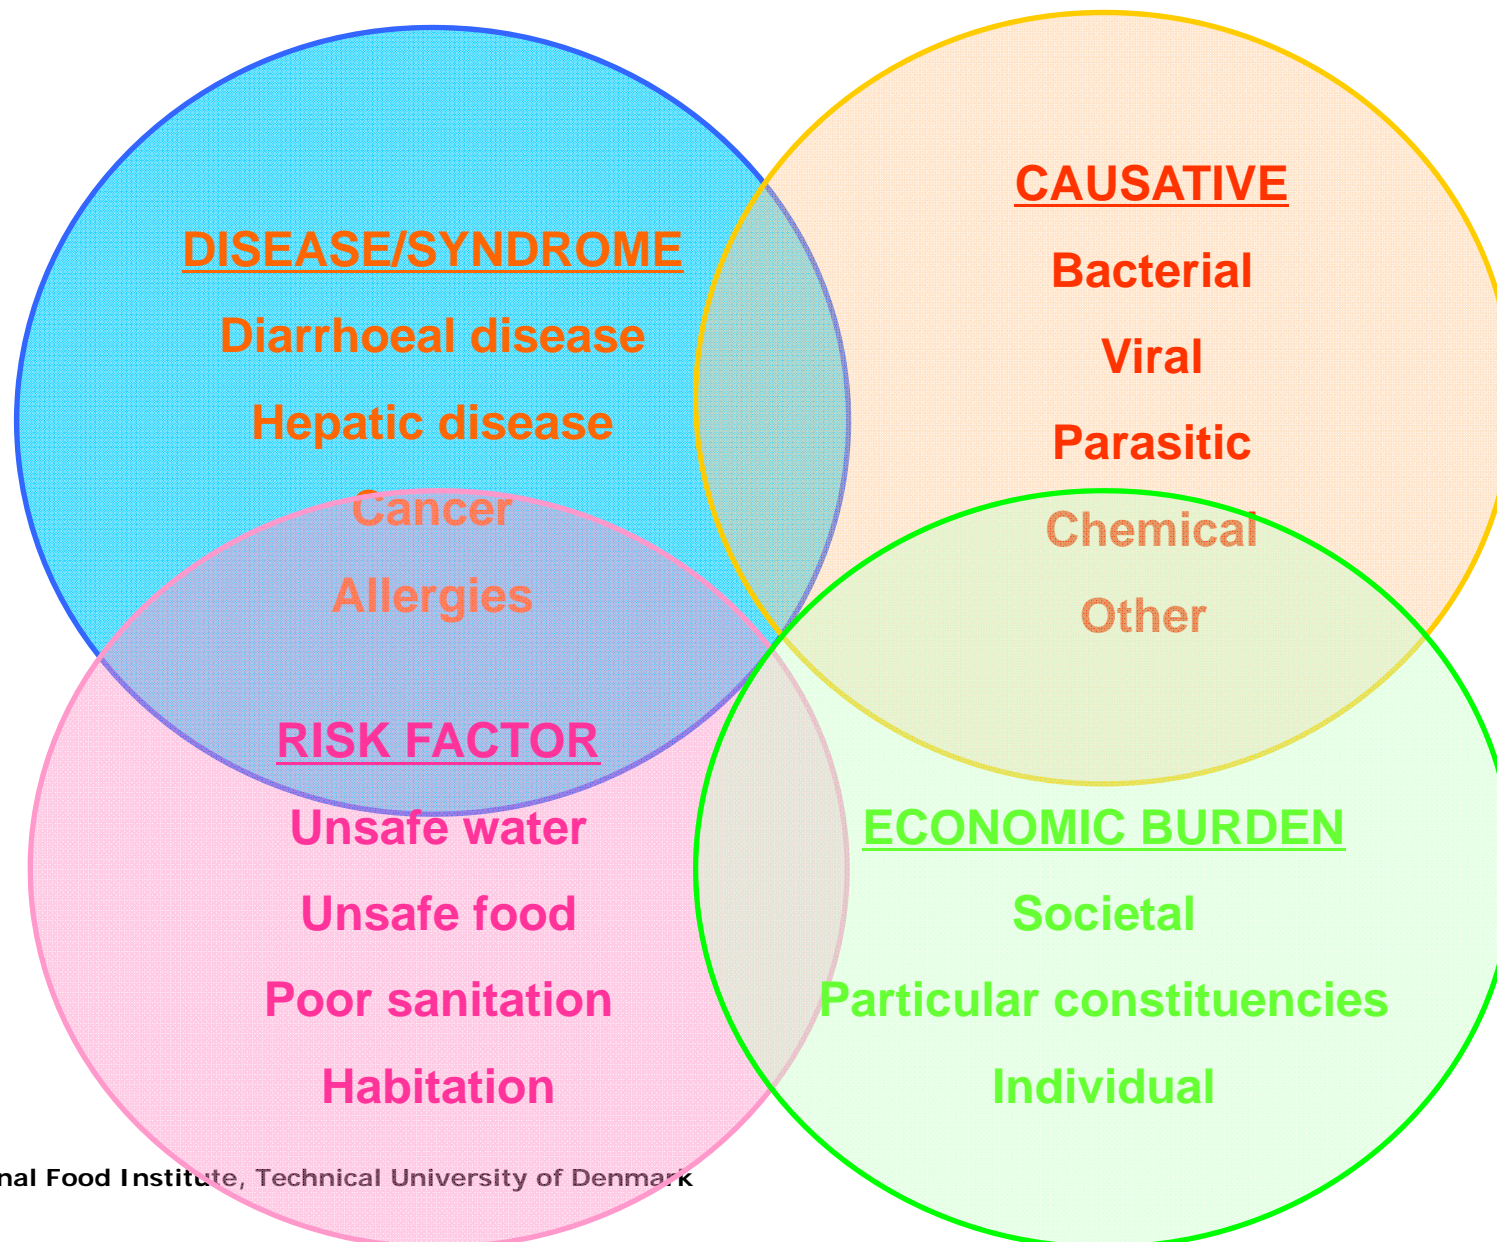 DISEASE/SYNDROME
Diarrhoeal disease
Hepatic disease
Cancer
Allergies
CAUSATIVE
Bacterial
Viral
Parasitic
Chemical
Other
RISK FACTOR
Unsafe water
Unsafe food
Poor sanitation
Habitation
ECONOMIC BURDEN
Societal
Particular constituencies
Individual
nal Food Institute, Technical University of Denmark